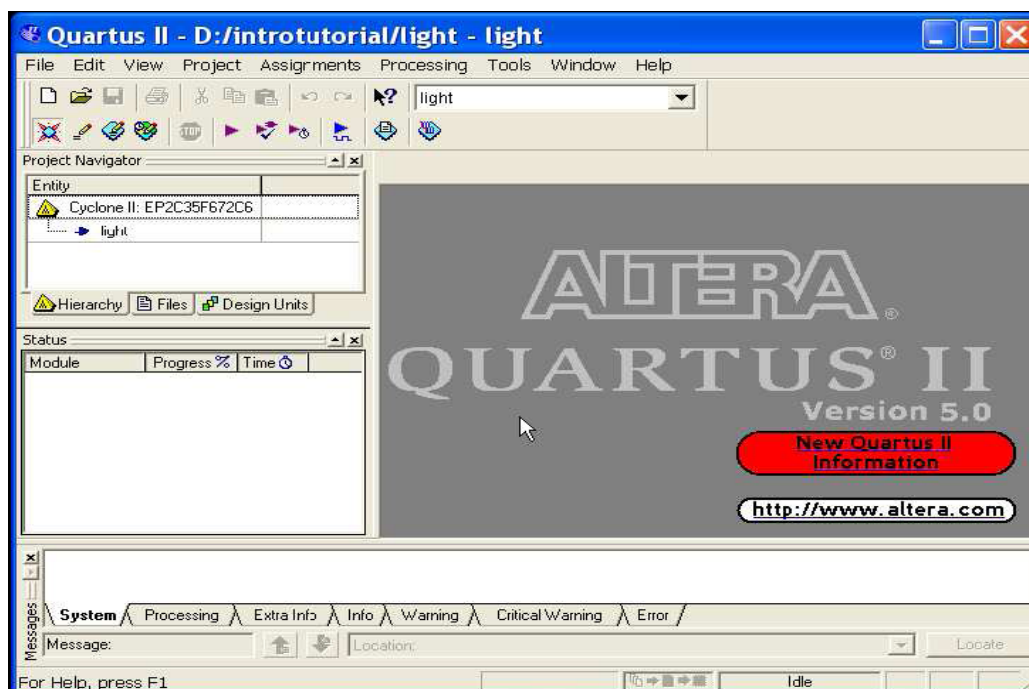 Quartus II - D:/introtutorial/light - light
File Edit View Project Assignments Processing Tools Window Help
light
STOP
Project Navigator
Entity
Cyclone II: EP2C35F672C6
light
Hierarchy Files Design Units
Status
Module Progress % Time
ALTERA®
QUARTUS® II
Version 5.0
New Quartus II
Information
http://www.altera.com
Messages
System Processing Extra Info Info Warning Critical Warning Error
Message: Location: Locate
For Help, press F1 Idle